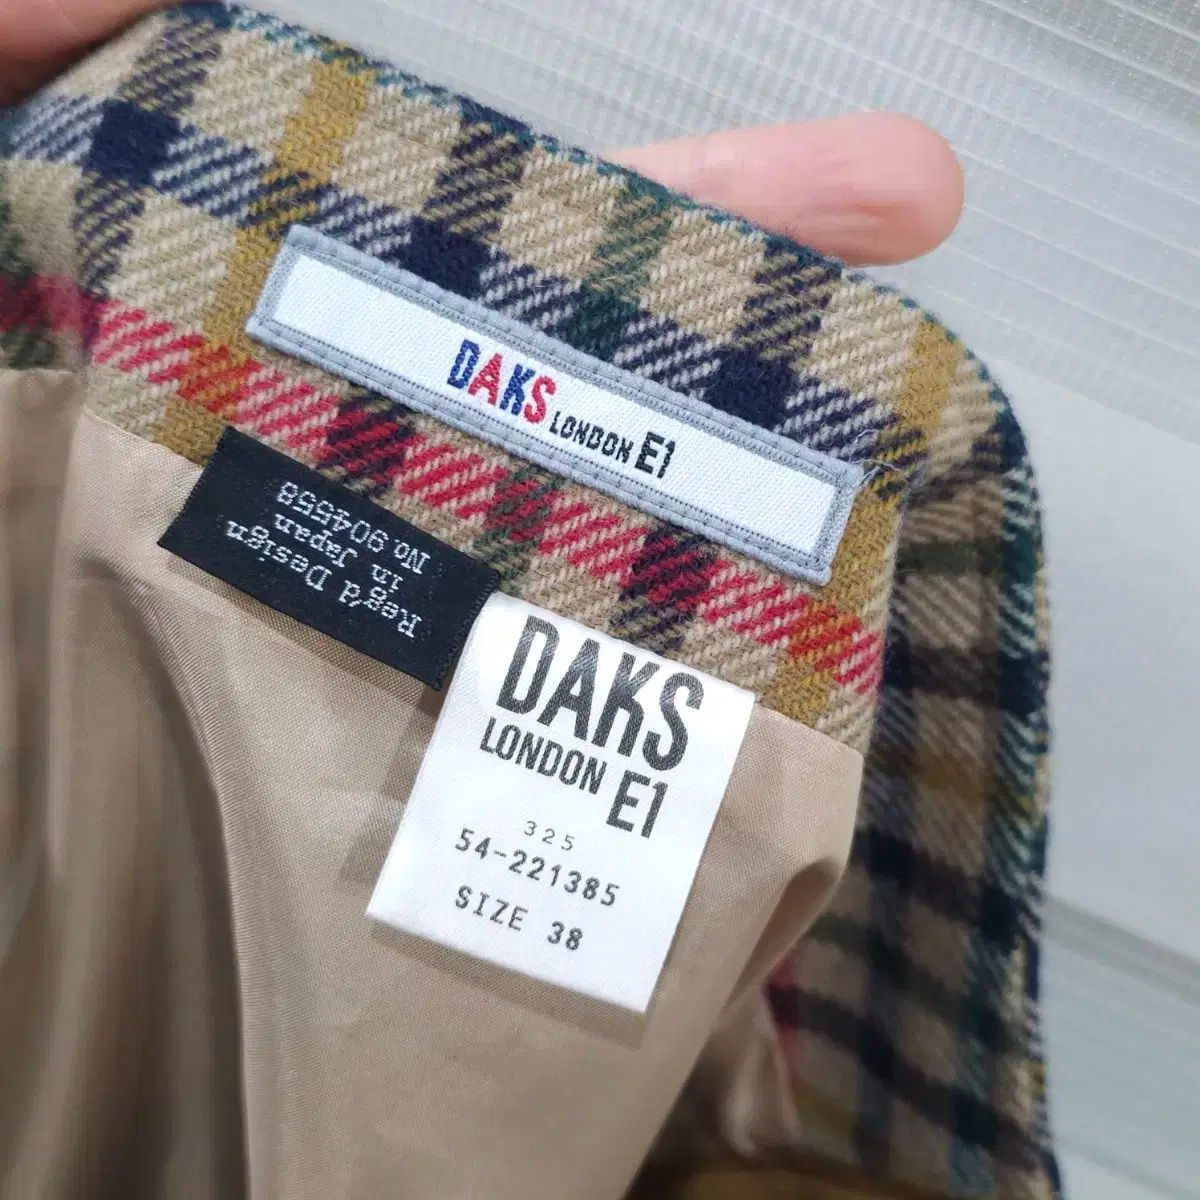 DAKS LONDON E1
Reg'd Design
in
Japan
No.904558
DAKS
LONDON E1
325
54-221385
SIZE 38